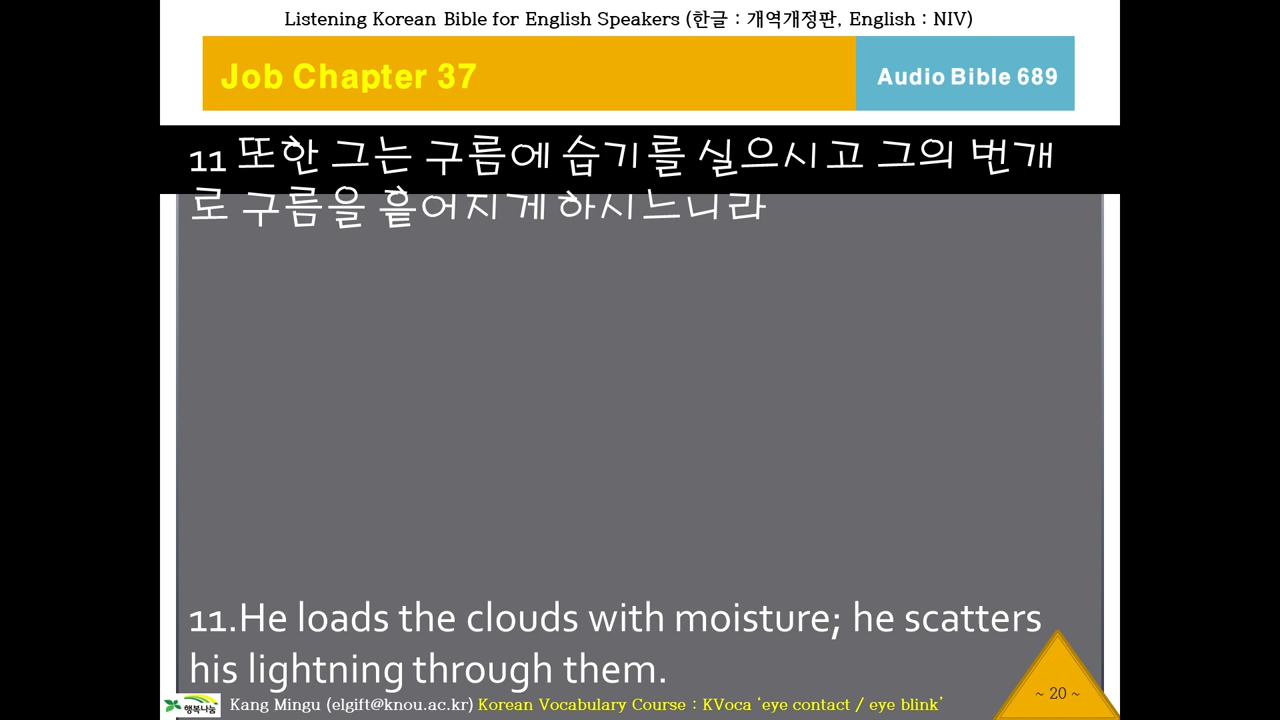 Listening Korean Bible for English Speakers (한글 : 개역개정판, English : NIV)
Job Chapter 37
Audio Bible 689
11 또한 그는 구름에 습기를 실으시고 그의 번개
로 구름을 흩어지게 하시느니라
11.He loads the clouds with moisture; he scatters
his lightning through them.
~ 20 ~
행복나눔
Kang Mingu (elgift@knou.ac.kr) Korean Vocabulary Course : KVoca ‘eye contact / eye blink’